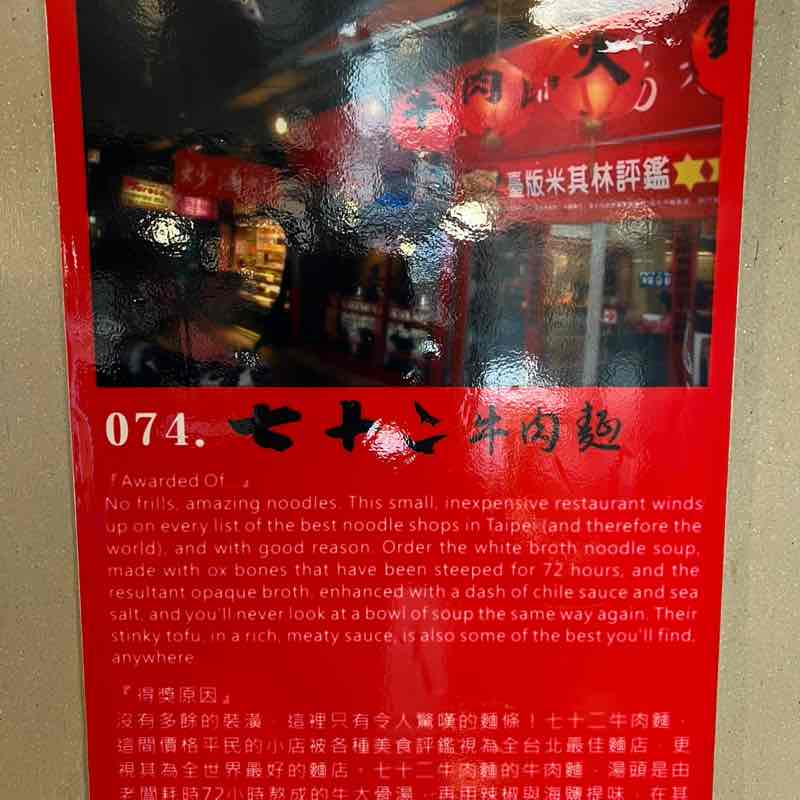 牛肉
火
臺版米其林評鑑
074. 七十二牛肉麵
『Awarded Of...』
No frills, amazing noodles. This small, inexpensive restaurant winds
up on every list of the best noodle shops in Taipei (and therefore the
world), and with good reason. Order the white broth noodle soup,
made with ox bones that have been steeped for 72 hours, and the
resultant opaque broth, enhanced with a dash of chile sauce and sea
salt, and you'll never look at a bowl of soup the same way again. Their
stinky tofu, in a rich, meaty sauce, is also some of the best you'll find,
anywhere.
『得獎原因』
沒有多餘的裝潢，這裡只有令人驚嘆的麵條！七十二牛肉麵，
這間價格平民的小店被各種美食評鑑視為全台北最佳麵店，更
視其為全世界最好的麵店。七十二牛肉麵的牛肉麵，湯頭是由
老闆耗時72小時熬成的牛大骨湯，再用辣椒與海鹽提味，在其